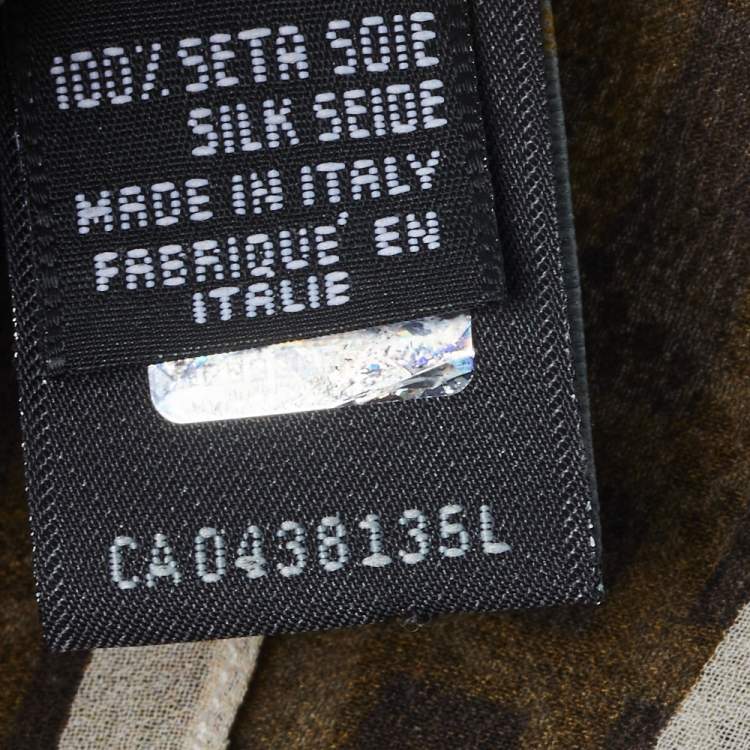 100% SETA SOIE
SILK SEIDE
MADE IN ITALY
FABRIQUE' EN
ITALIE
CA0438135L